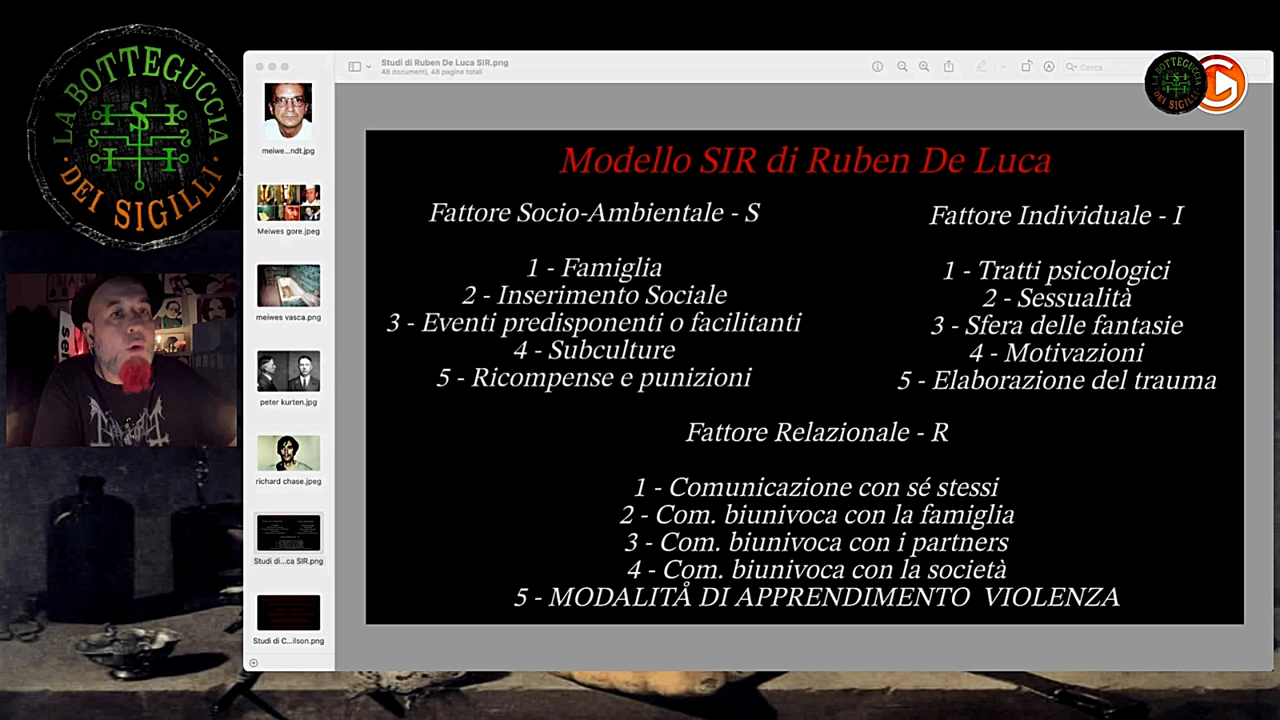 LA BOTTEGUCCIA
DEI SIGILLI
Studi di Ruben De Luca SIR.png
48 documenti, 48 pagine totali
Cerca
LA BOTTEGUCCIA
DEI SIGILLI
meiwe...ndt.jpg
Meiwes gore.jpeg
meiwes vasca.png
peter kurten.jpg
richard chase.jpeg
Studi di...ca SIR.png
Studi di C...ilson.png
Modello SIR di Ruben De Luca
Fattore Socio-Ambientale - S
1 - Famiglia
2 - Inserimento Sociale
3 - Eventi predisponenti o facilitanti
4 - Subculture
5 - Ricompense e punizioni
Fattore Individuale - I
1 - Tratti psicologici
2 - Sessualità
3 - Sfera delle fantasie
4 - Motivazioni
5 - Elaborazione del trauma
Fattore Relazionale - R
1 - Comunicazione con sé stessi
2 - Com. biunivoca con la famiglia
3 - Com. biunivoca con i partners
4 - Com. biunivoca con la società
5 - MODALITÅ DI APPRENDIMENTO VIOLENZA